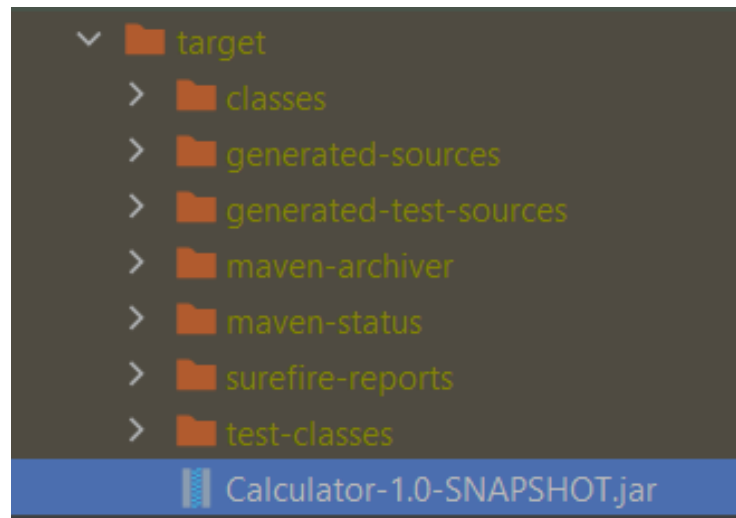 target
classes
generated-sources
generated-test-sources
maven-archiver
maven-status
surefire-reports
test-classes
Calculator-1.0-SNAPSHOT.jar